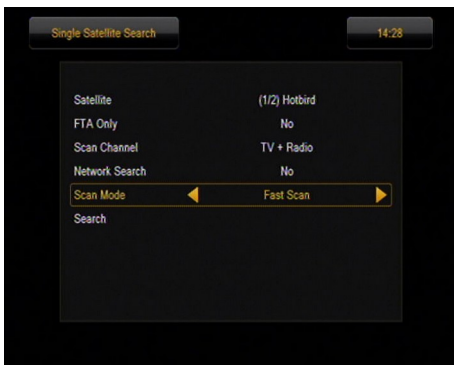 Single Satellite Search 14:28
Satellite (1/2) Hotbird
FTA Only No
Scan Channel TV + Radio
Network Search No
Scan Mode Fast Scan
Search